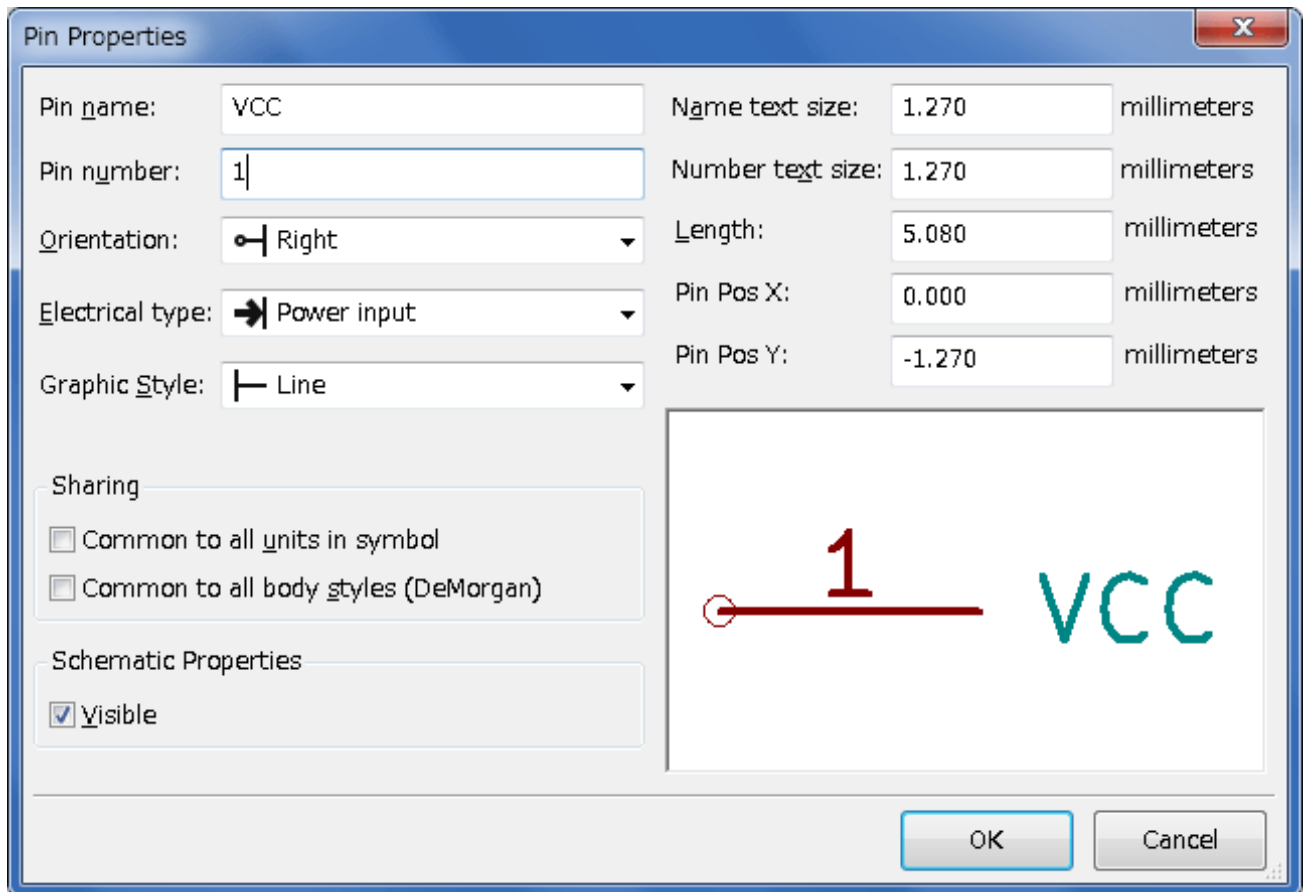 Pin Properties
X
Pin name: VCC
Pin number: 1
Orientation: Right
Electrical type: Power input
Graphic Style: Line
Sharing
Common to all units in symbol
Common to all body styles (DeMorgan)
Schematic Properties
Visible
Name text size: 1.270 millimeters
Number text size: 1.270 millimeters
Length: 5.080 millimeters
Pin Pos X: 0.000 millimeters
Pin Pos Y: -1.270 millimeters
1
VCC
OK
Cancel